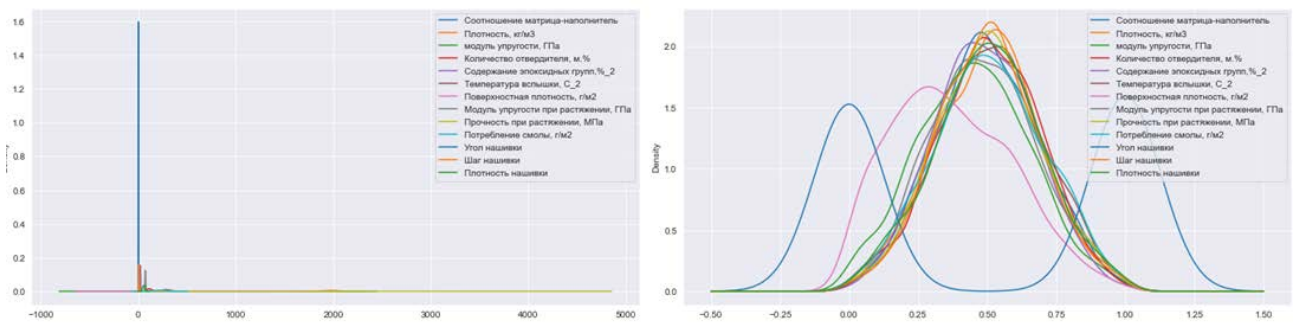 1.6
1.4
1.2
1.0
0.8
0.6
0.4
0.2
0.0
-1000
0
1000
2000
3000
4000
5000
Соотношение матрица-наполнитель
Плотность, кг/м3
модуль упругости, ГПа
Количество отвердителя, м.%
Содержание эпоксидных групп,%_2
Температура вспышки, С_2
Поверхностная плотность, г/м2
Модуль упругости при растяжении, ГПа
Прочность при растяжении, МПа
Потребление смолы, г/м2
Угол нашивки
Шаг нашивки
Плотность нашивки
Density
2.0
1.5
1.0
0.5
0.0
-0.50
-0.25
0.00
0.25
0.50
0.75
1.00
1.25
1.50
Соотношение матрица-наполнитель
Плотность, кг/м3
модуль упругости, ГПа
Количество отвердителя, м.%
Содержание эпоксидных групп,%_2
Температура вспышки, С_2
Поверхностная плотность, г/м2
Модуль упругости при растяжении, ГПа
Прочность при растяжении, МПа
Потребление смолы, г/м2
Угол нашивки
Шаг нашивки
Плотность нашивки